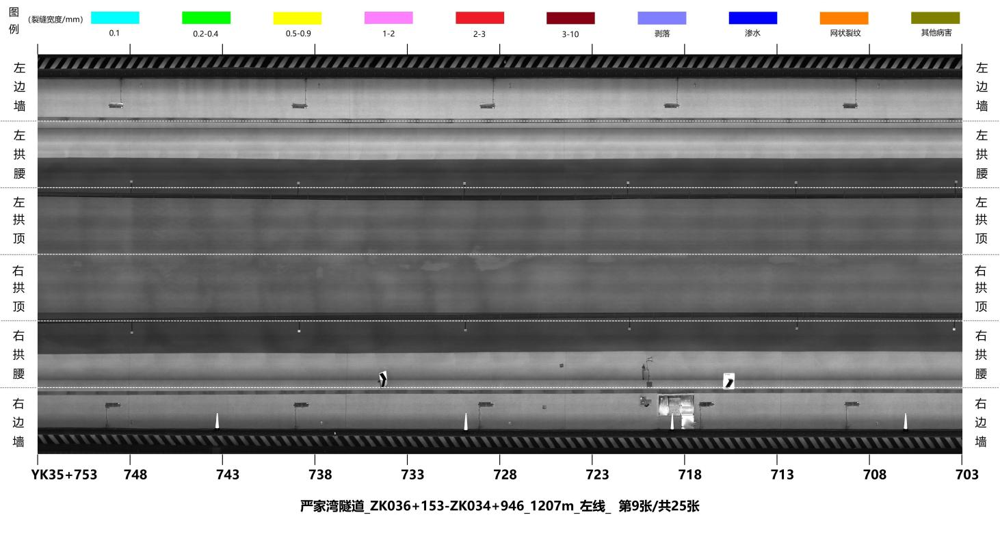 图例
(裂缝宽度/mm)
0.1
0.2-0.4
0.5-0.9
1-2
2-3
3-10
剥落
渗水
网状裂纹
其他病害
左边墙
左边墙
左拱腰
左拱腰
左拱顶
左拱顶
右拱顶
右拱顶
右拱腰
右拱腰
右边墙
右边墙
YK35+753 748 743 738 733 728 723 718 713 708 703
严家湾隧道_ZK036+153-ZK034+946_1207m_左线_ 第9张/共25张